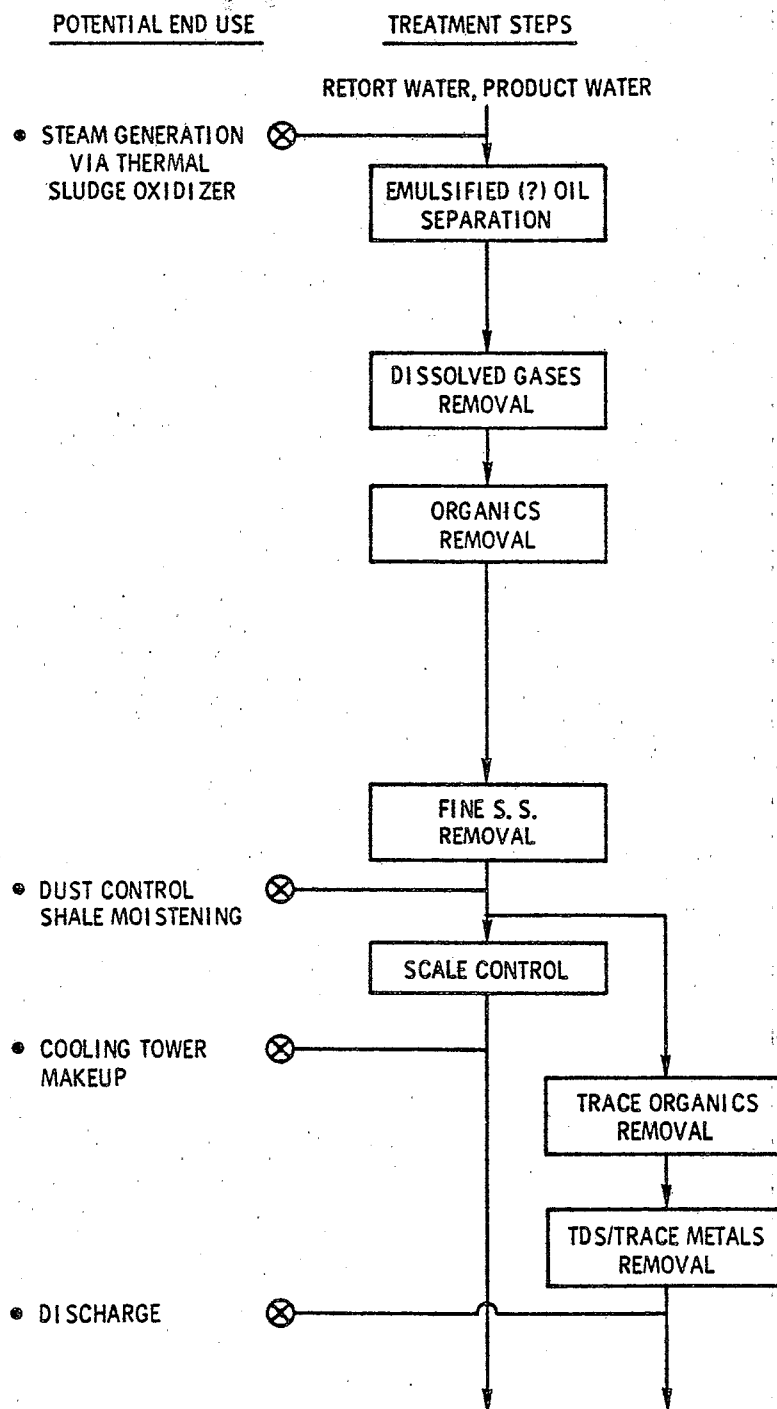 POTENTIAL END USE
TREATMENT STEPS
RETORT WATER, PRODUCT WATER
• STEAM GENERATION
VIA THERMAL
SLUDGE OXIDIZER
EMULSIFIED (?) OIL
SEPARATION
DISSOLVED GASES
REMOVAL
ORGANICS
REMOVAL
FINE S. S.
REMOVAL
• DUST CONTROL
SHALE MOISTENING
SCALE CONTROL
• COOLING TOWER
MAKEUP
TRACE ORGANICS
REMOVAL
TDS/TRACE METALS
REMOVAL
• DISCHARGE